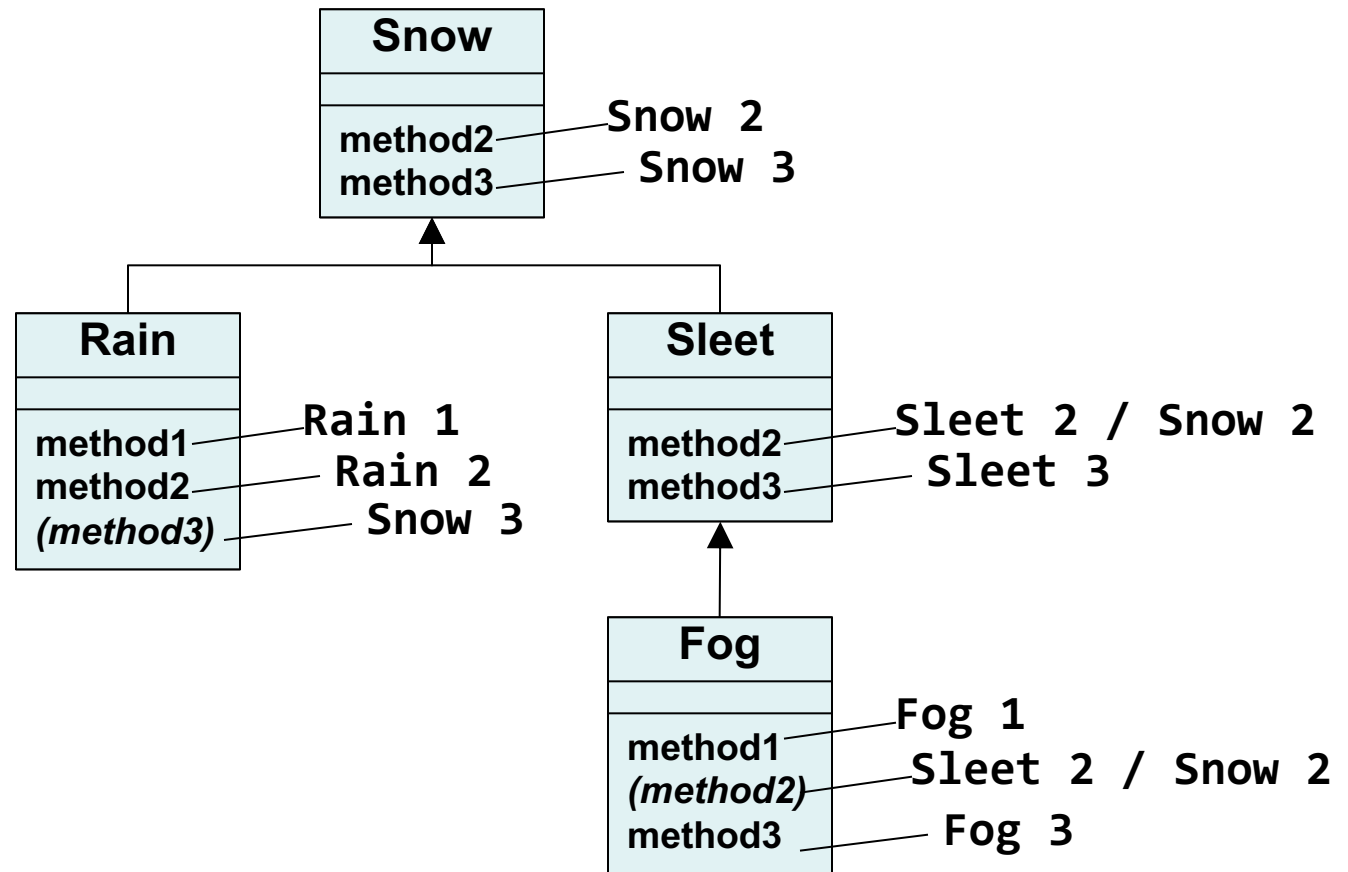 Snow
method2
method3
Snow 2
Snow 3
Rain
method1
method2
(method3)
Rain 1
Rain 2
Snow 3
Sleet
method2
method3
Sleet 2 / Snow 2
Sleet 3
Fog
method1
(method2)
method3
Fog 1
Sleet 2 / Snow 2
Fog 3